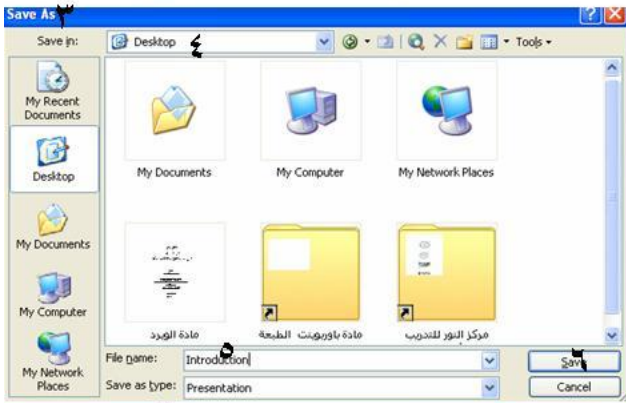 Save As ٣
Save in: Desktop ٤ Tools
My Recent Documents
Desktop
My Documents
My Computer
My Network Places
My Documents My Computer My Network Places
مادة الويرد مادة باوربوينت الطبعة مركز النور للتدريب
File name: Introduction ٥ Save ٦
Save as type: Presentation Cancel